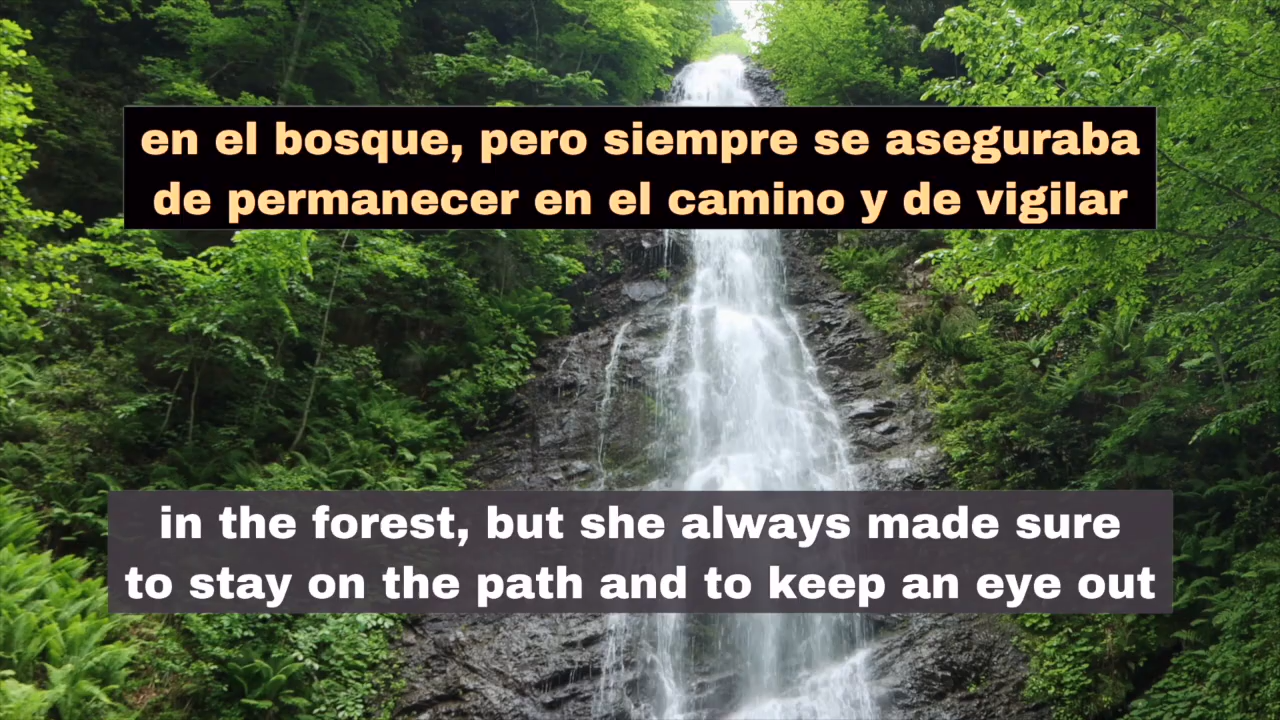 en el bosque, pero siempre se aseguraba
de permanecer en el camino y de vigilar
in the forest, but she always made sure
to stay on the path and to keep an eye out